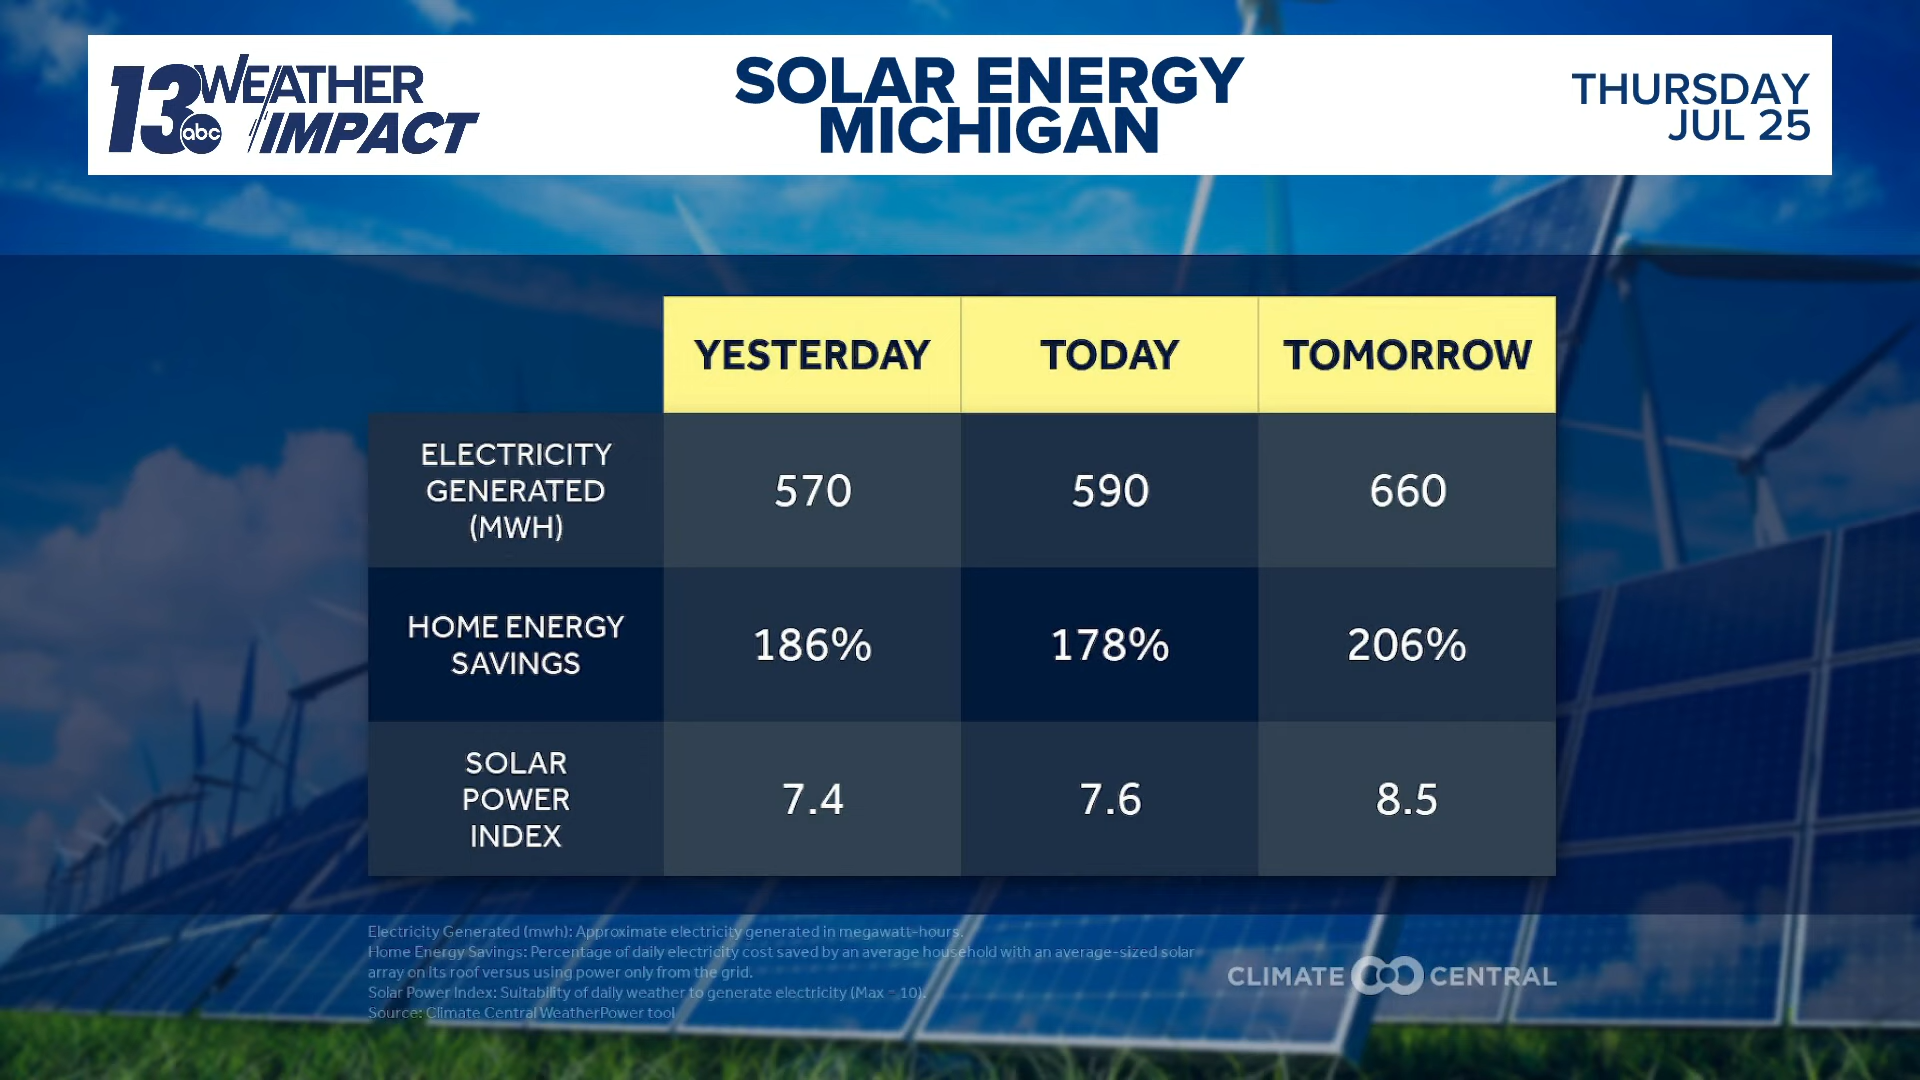 13 WEATHER IMPACT
abc
SOLAR ENERGY
MICHIGAN
THURSDAY
JUL 25
YESTERDAY
TODAY
TOMORROW
ELECTRICITY
GENERATED
(MWH)
570
590
660
HOME ENERGY
SAVINGS
186%
178%
206%
SOLAR
POWER
INDEX
7.4
7.6
8.5
Electricity Generated (mwh): Approximate electricity generated in megawatt-hours.
Home Energy Savings: Percentage of daily electricity cost saved by an average household with an average-sized solar
array on its roof versus using power only from the grid.
Solar Power Index: Suitability of daily weather to generate electricity (Max = 10).
Source: Climate Central WeatherPower tool
CLIMATE CENTRAL